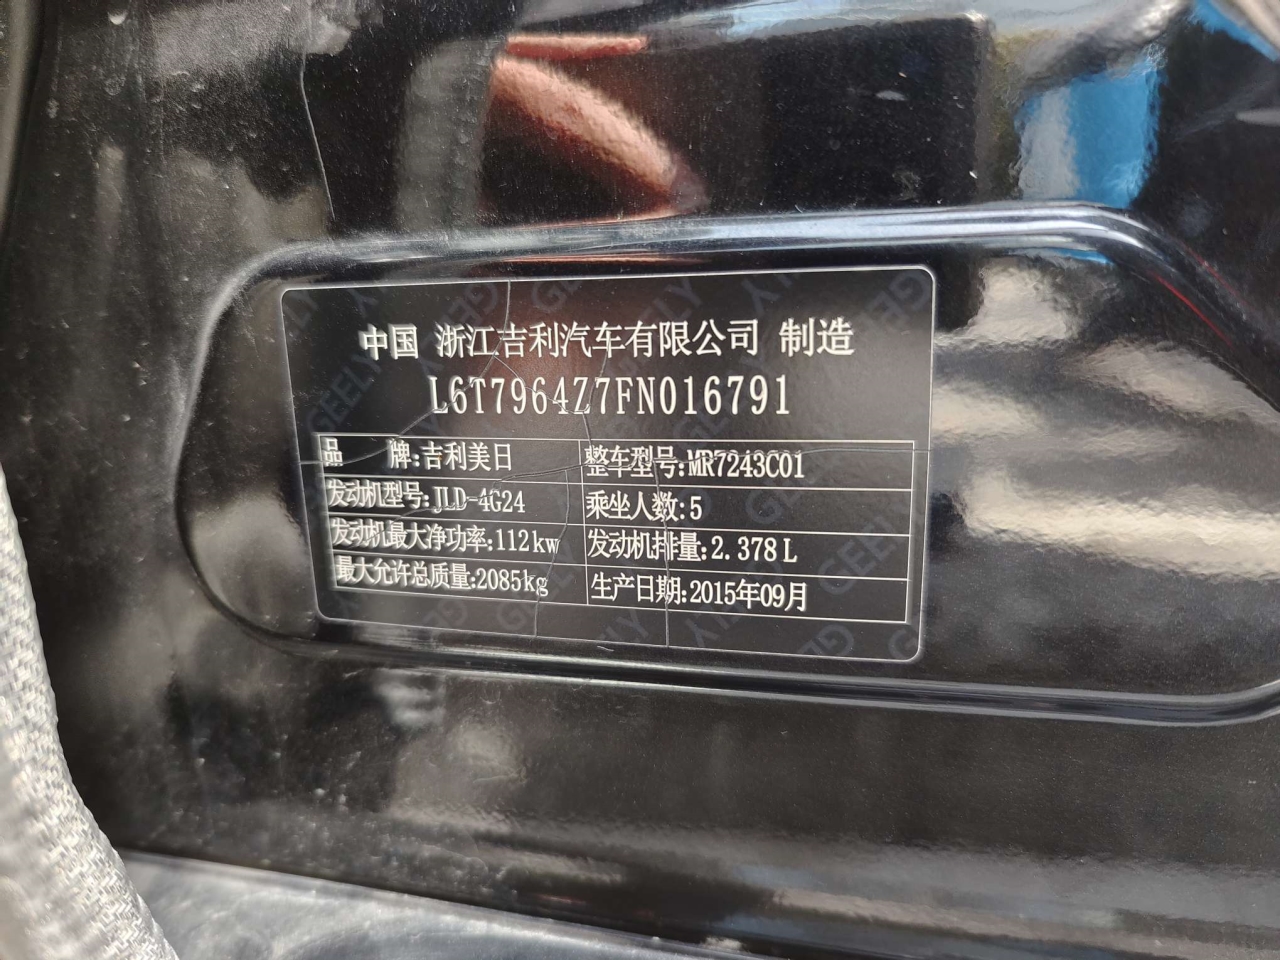 中国 浙江吉利汽车有限公司 制造
L6T7964Z7FN016791
品 牌:吉利美日 整车型号:MR7243C01
发动机型号:JLD-4G24 乘坐人数:5
发动机最大净功率:112kw 发动机排量:2.378L
最大允许总质量:2085kg 生产日期:2015年09月
GEELY